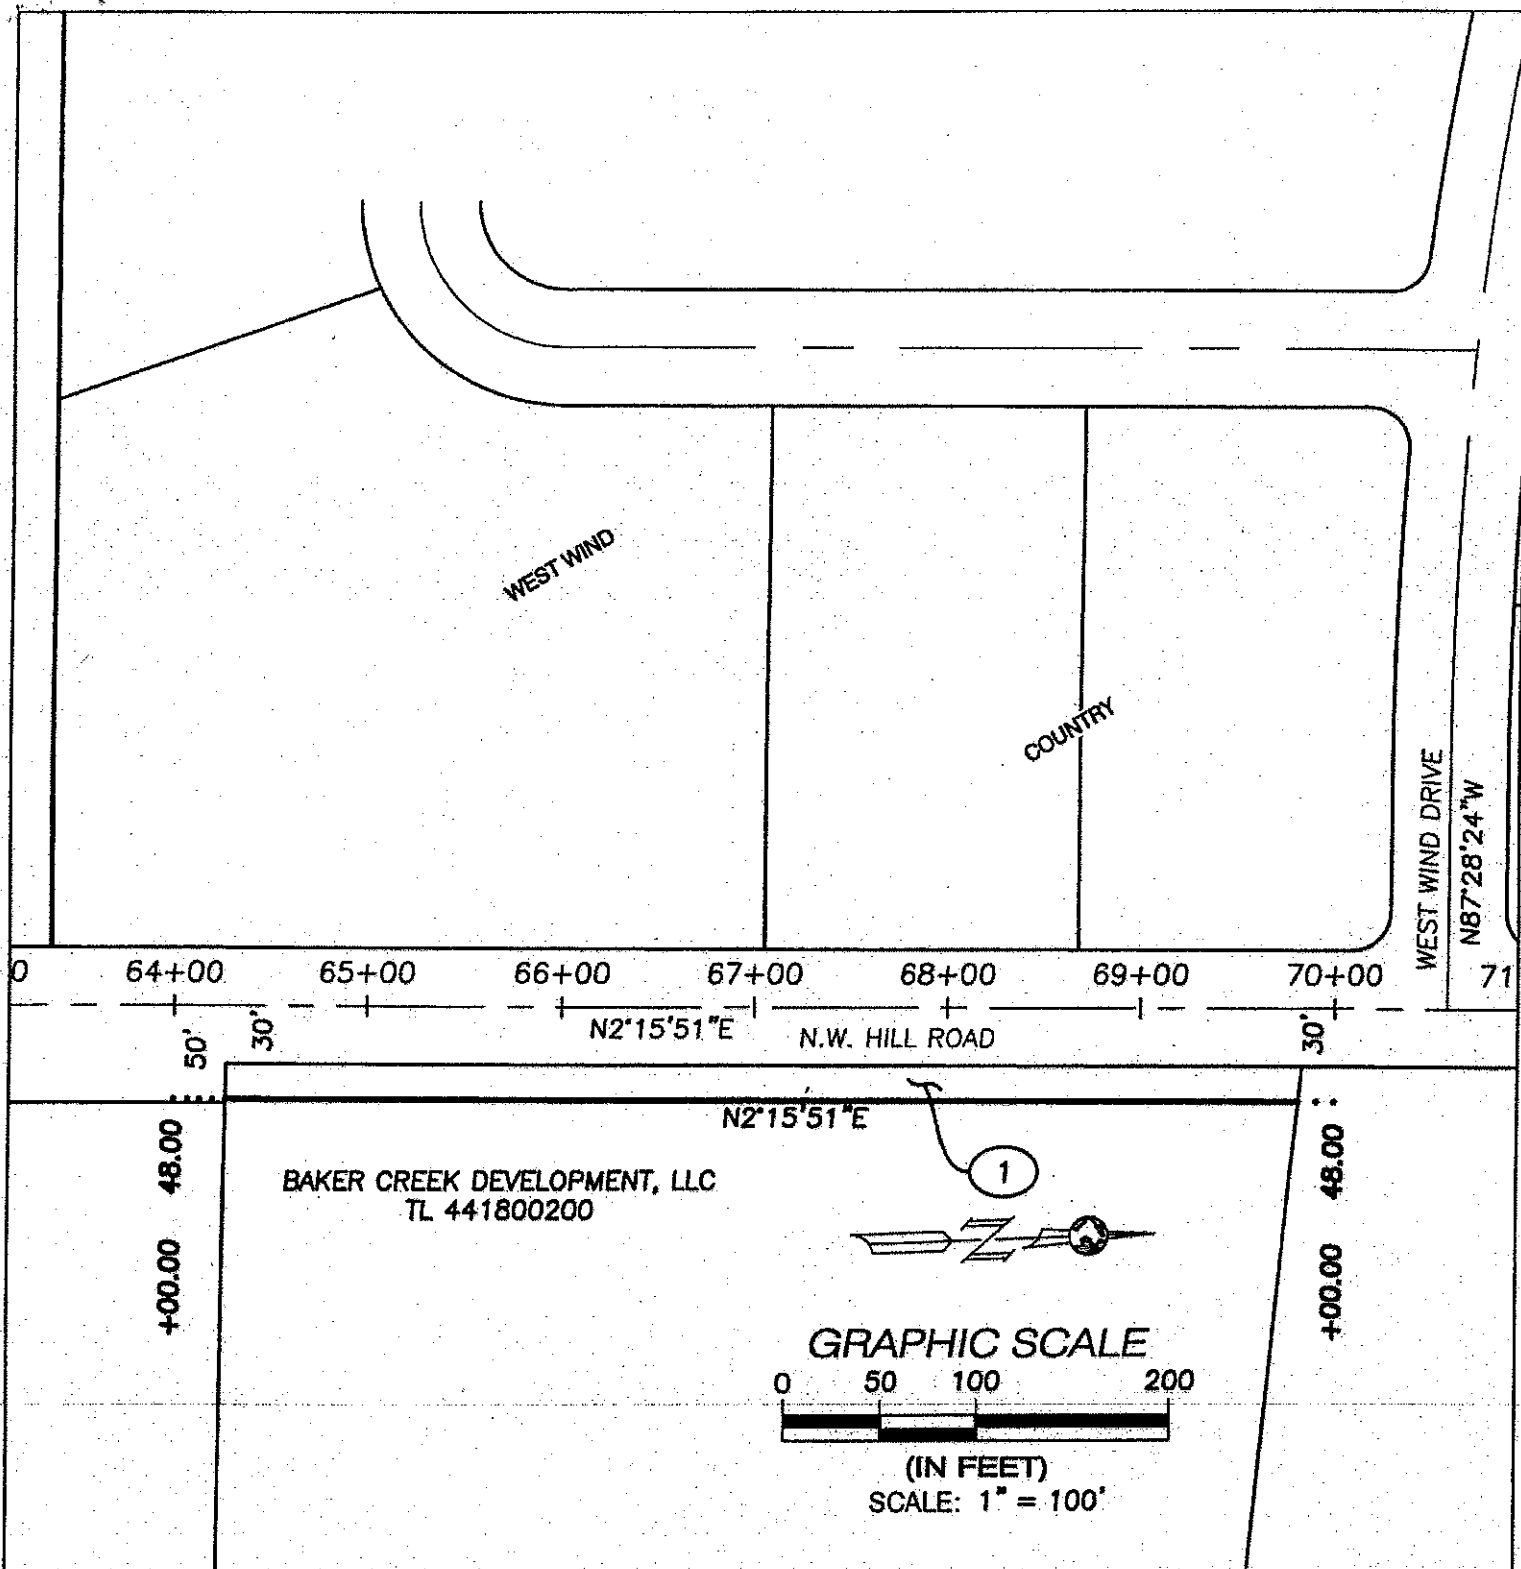 WEST WIND
COUNTRY
WEST WIND DRIVE
N87°28'24"W
0 64+00 65+00 66+00 67+00 68+00 69+00 70+00 71
50' 30' N2°15'51"E N.W. HILL ROAD 30'
N2°15'51"E
+00.00 48.00
BAKER CREEK DEVELOPMENT, LLC
TL 441800200
1
+00.00 48.00
N
GRAPHIC SCALE
0 50 100 200
(IN FEET)
SCALE: 1" = 100'